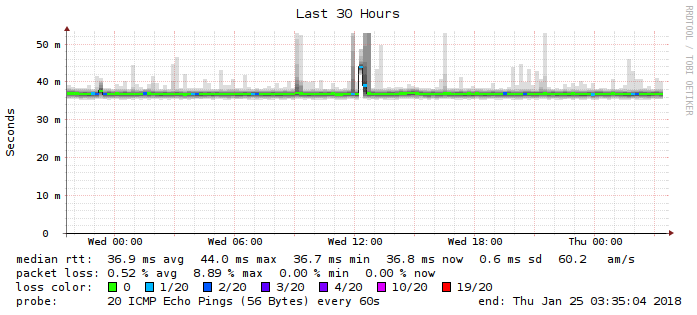 Last 30 Hours
RRDTOOL / TOBI OETIKER
Seconds
50 m
40 m
30 m
20 m
10 m
0
Wed 00:00 Wed 06:00 Wed 12:00 Wed 18:00 Thu 00:00
median rtt: 36.9 ms avg 44.0 ms max 36.7 ms min 36.8 ms now 0.6 ms sd 60.2 am/s
packet loss: 0.52 % avg 8.89 % max 0.00 % min 0.00 % now
loss color: 0 1/20 2/20 3/20 4/20 10/20 19/20
probe: 20 ICMP Echo Pings (56 Bytes) every 60s end: Thu Jan 25 03:35:04 2018